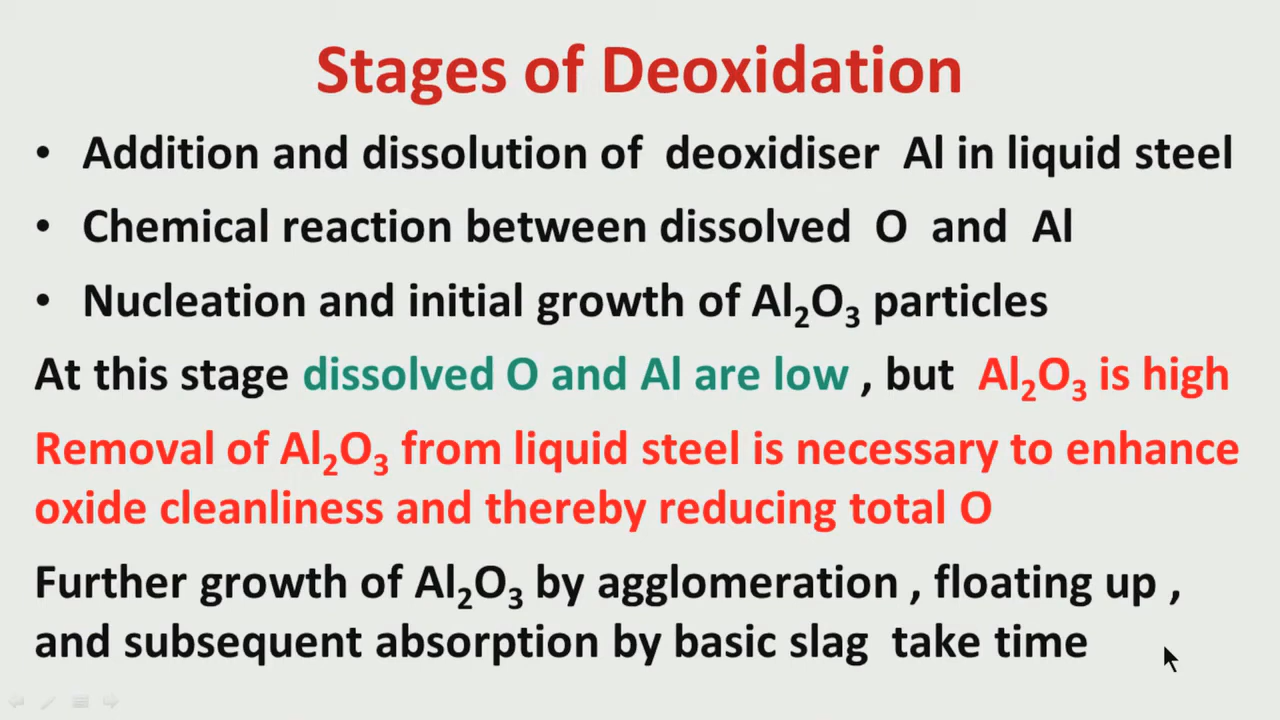 Stages of Deoxidation
• Addition and dissolution of deoxidiser Al in liquid steel
• Chemical reaction between dissolved O and Al
• Nucleation and initial growth of Al₂O₃ particles
At this stage dissolved O and Al are low , but Al₂O₃ is high
Removal of Al₂O₃ from liquid steel is necessary to enhance
oxide cleanliness and thereby reducing total O
Further growth of Al₂O₃ by agglomeration , floating up ,
and subsequent absorption by basic slag take time